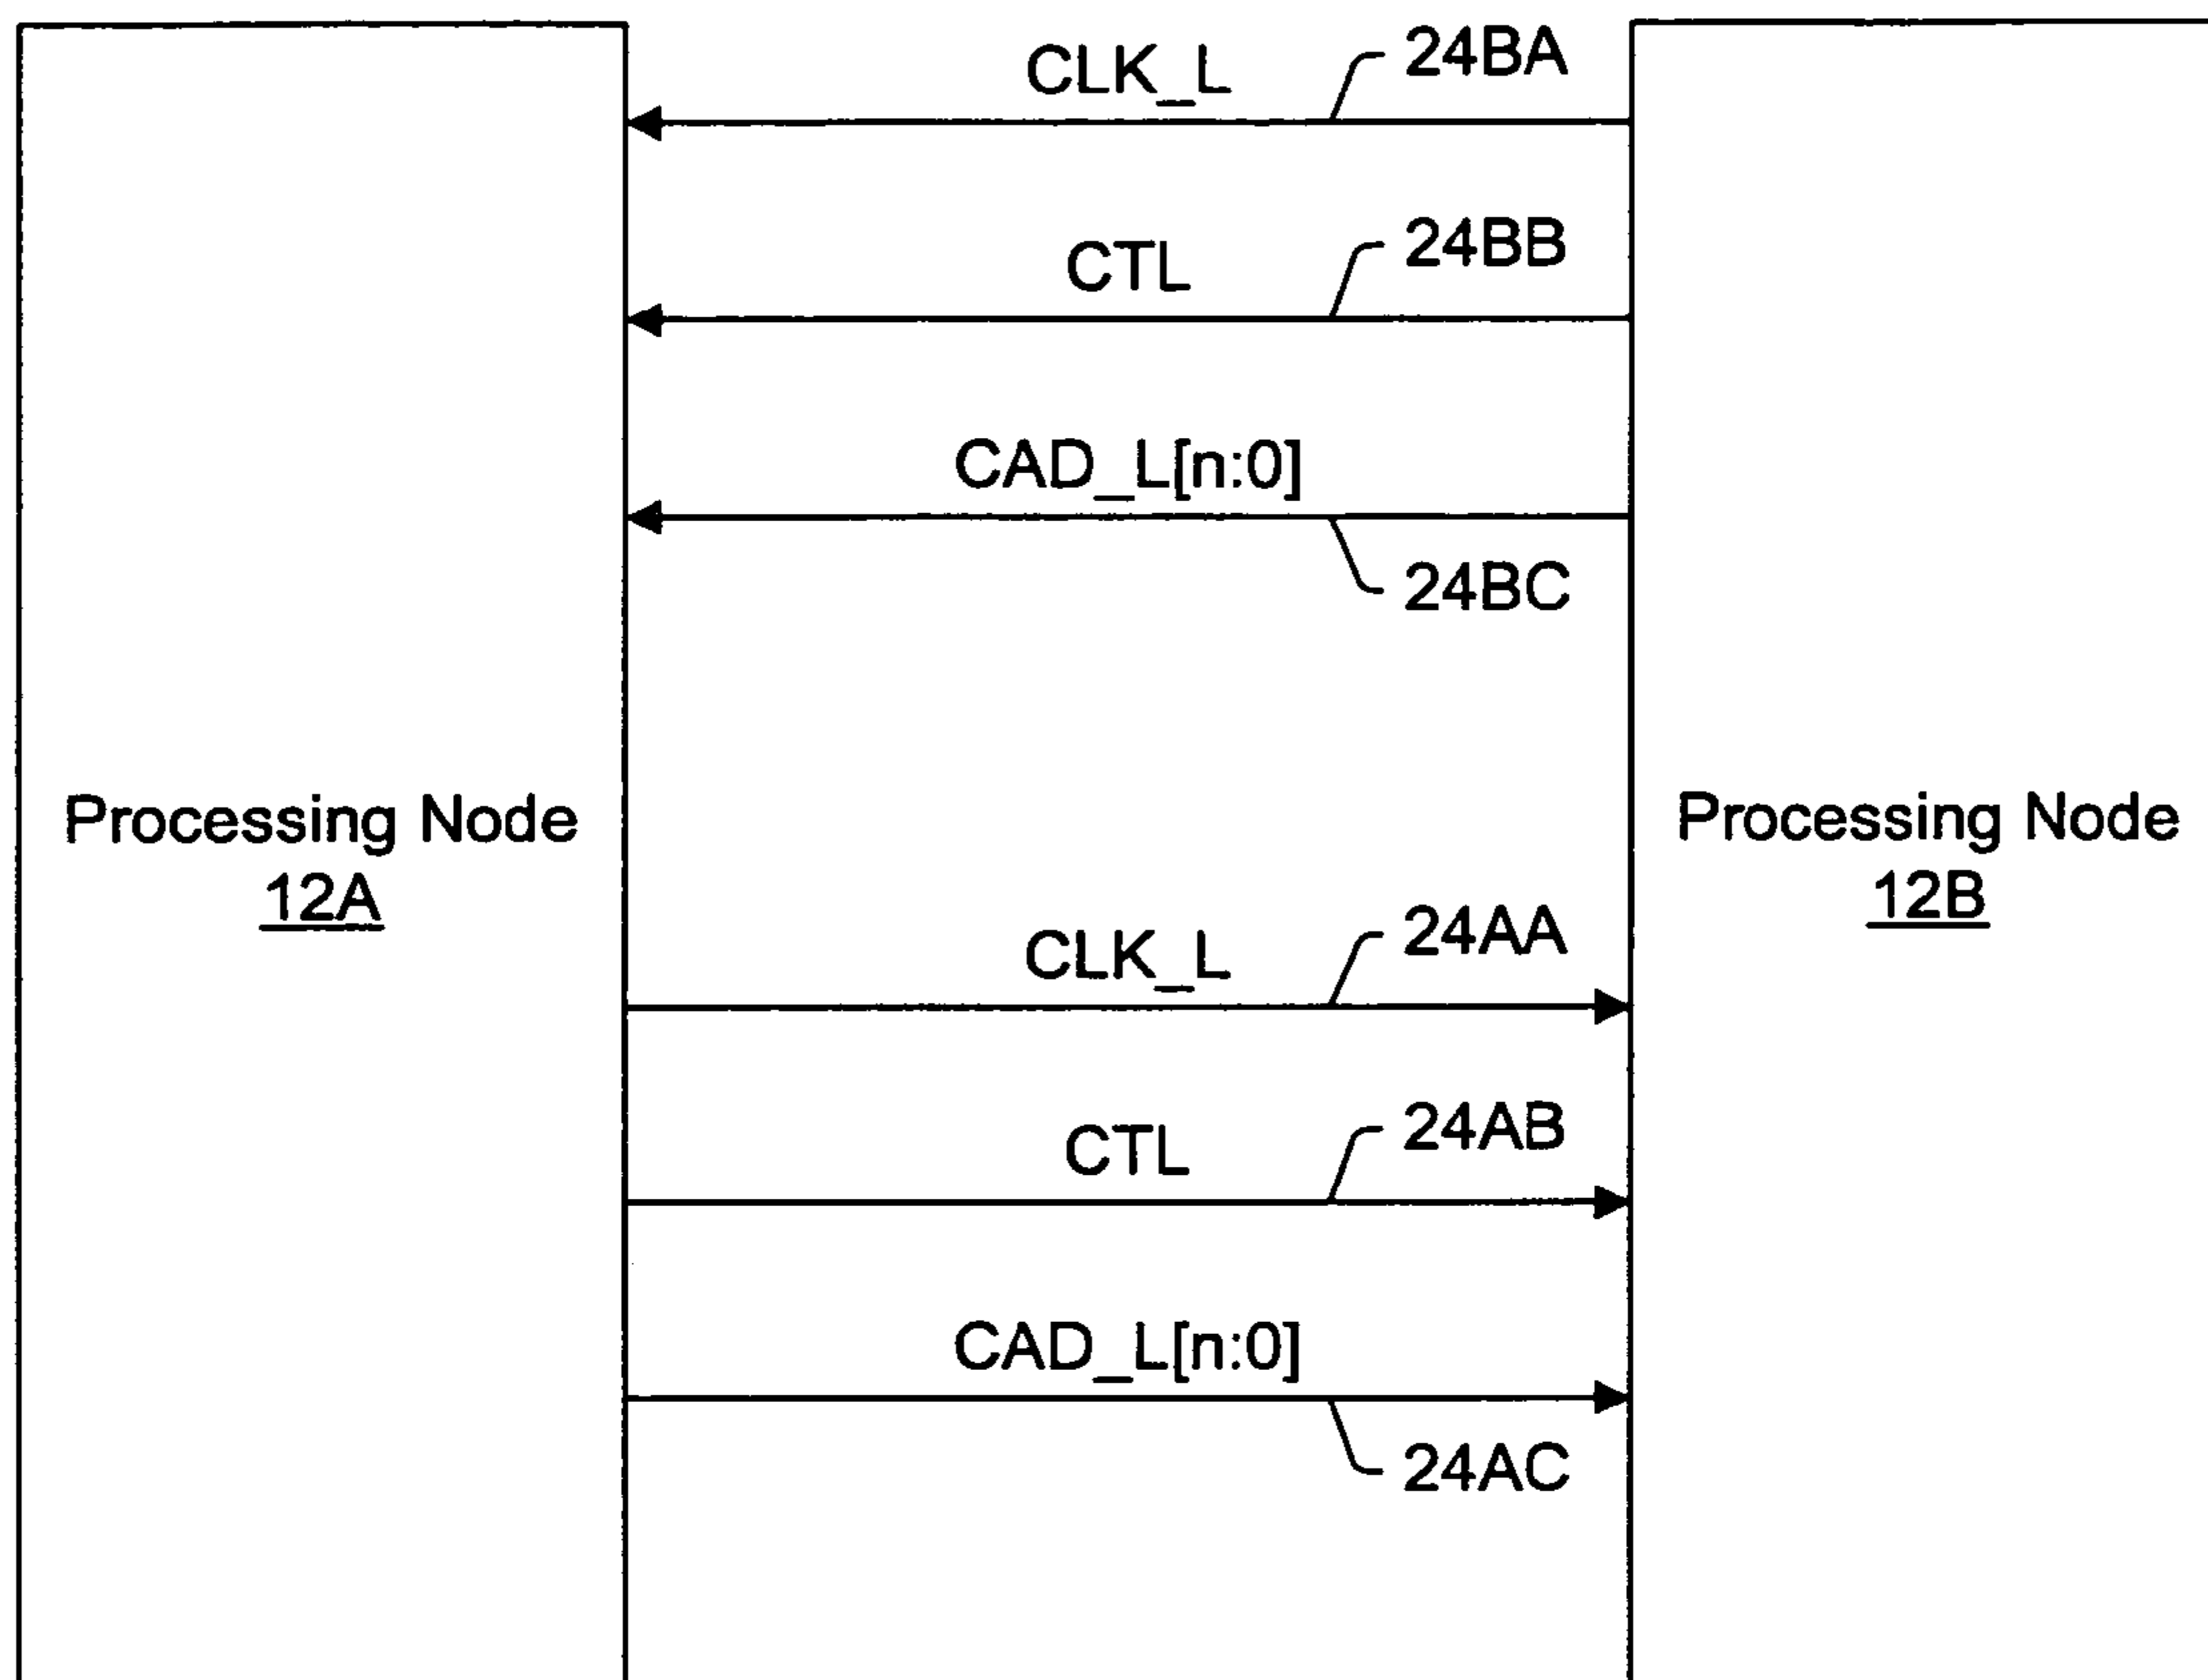 CLK_L
24BA
CTL
24BB
CAD_L[n:0]
24BC
Processing Node
12A
Processing Node
12B
CLK_L
24AA
CTL
24AB
CAD_L[n:0]
24AC